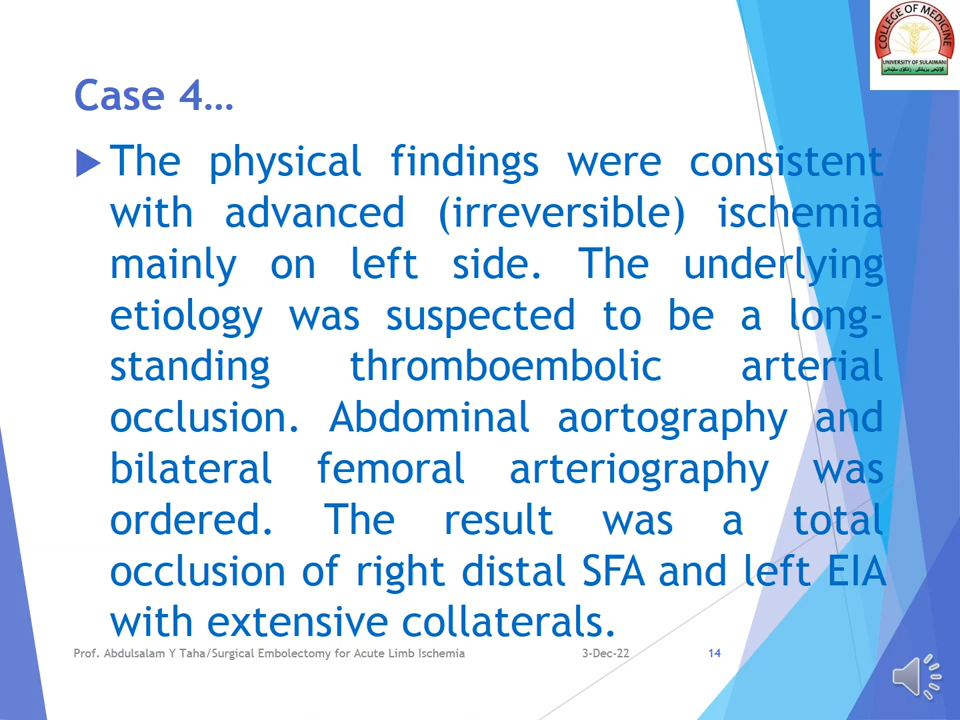 COLLEGE OF MEDICINE
UNIVERSITY OF SULAIMANI
Case 4…
The physical findings were consistent
with advanced (irreversible) ischemia
mainly on left side. The underlying
etiology was suspected to be a long-
standing thromboembolic arterial
occlusion. Abdominal aortography and
bilateral femoral arteriography was
ordered. The result was a total
occlusion of right distal SFA and left EIA
with extensive collaterals.
Prof. Abdulsalam Y Taha/Surgical Embolectomy for Acute Limb Ischemia 3-Dec-22 14